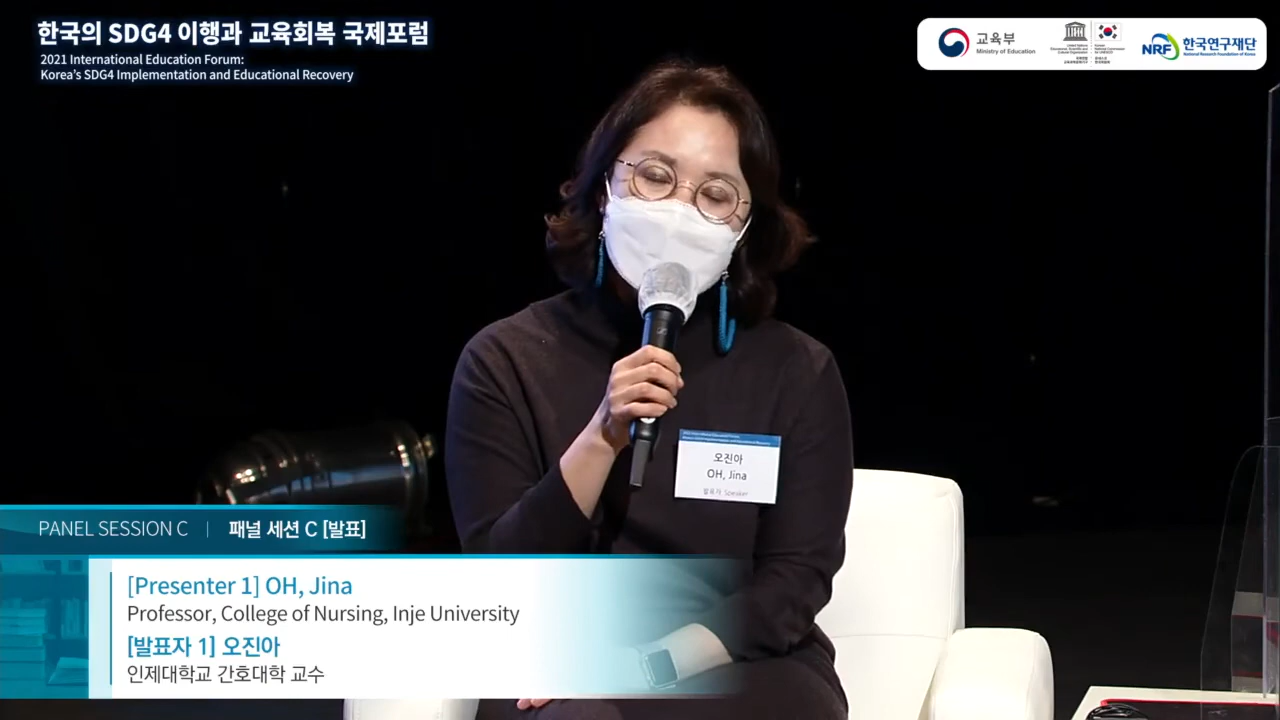 한국의 SDG4 이행과 교육회복 국제포럼
2021 International Education Forum:
Korea's SDG4 Implementation and Educational Recovery
교육부
Ministry of Education
NRF 한국연구재단
National Research Foundation of Korea
오진아
OH, Jina
발표자 Speaker
PANEL SESSION C | 패널 세션 C [발표]
[Presenter 1] OH, Jina
Professor, College of Nursing, Inje University
[발표자 1] 오진아
인제대학교 간호대학 교수